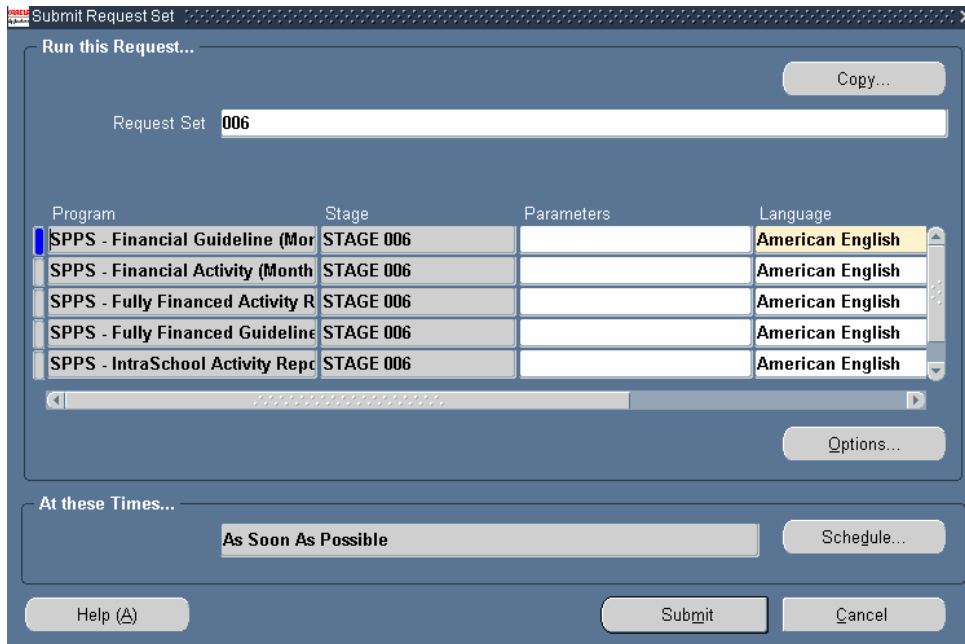 Submit Request Set
Run this Request...
Copy...
Request Set 006
Program Stage Parameters Language
SPPS - Financial Guideline (Mor STAGE 006 American English
SPPS - Financial Activity (Month STAGE 006 American English
SPPS - Fully Financed Activity R STAGE 006 American English
SPPS - Fully Financed Guideline STAGE 006 American English
SPPS - IntraSchool Activity Repo STAGE 006 American English
Options...
At these Times...
As Soon As Possible Schedule...
Help (A) Submit Cancel